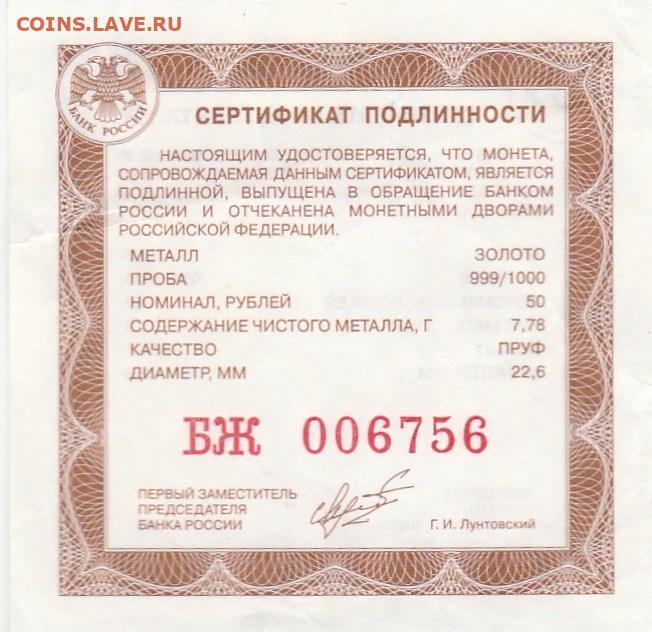 COINS.LAVE.RU
БАНК РОССИИ
СЕРТИФИКАТ ПОДЛИННОСТИ
НАСТОЯЩИМ УДОСТОВЕРЯЕТСЯ, ЧТО МОНЕТА,
СОПРОВОЖДАЕМАЯ ДАННЫМ СЕРТИФИКАТОМ, ЯВЛЯЕТСЯ
ПОДЛИННОЙ, ВЫПУЩЕНА В ОБРАЩЕНИЕ БАНКОМ
РОССИИ И ОТЧЕКАНЕНА МОНЕТНЫМИ ДВОРАМИ
РОССИЙСКОЙ ФЕДЕРАЦИИ.
МЕТАЛЛ ЗОЛОТО
ПРОБА 999/1000
НОМИНАЛ, РУБЛЕЙ 50
СОДЕРЖАНИЕ ЧИСТОГО МЕТАЛЛА, Г 7,78
КАЧЕСТВО ПРУФ
ДИАМЕТР, ММ 22,6
БЖ 006756
ПЕРВЫЙ ЗАМЕСТИТЕЛЬ
ПРЕДСЕДАТЕЛЯ
БАНКА РОССИИ Г. И. Лунтовский